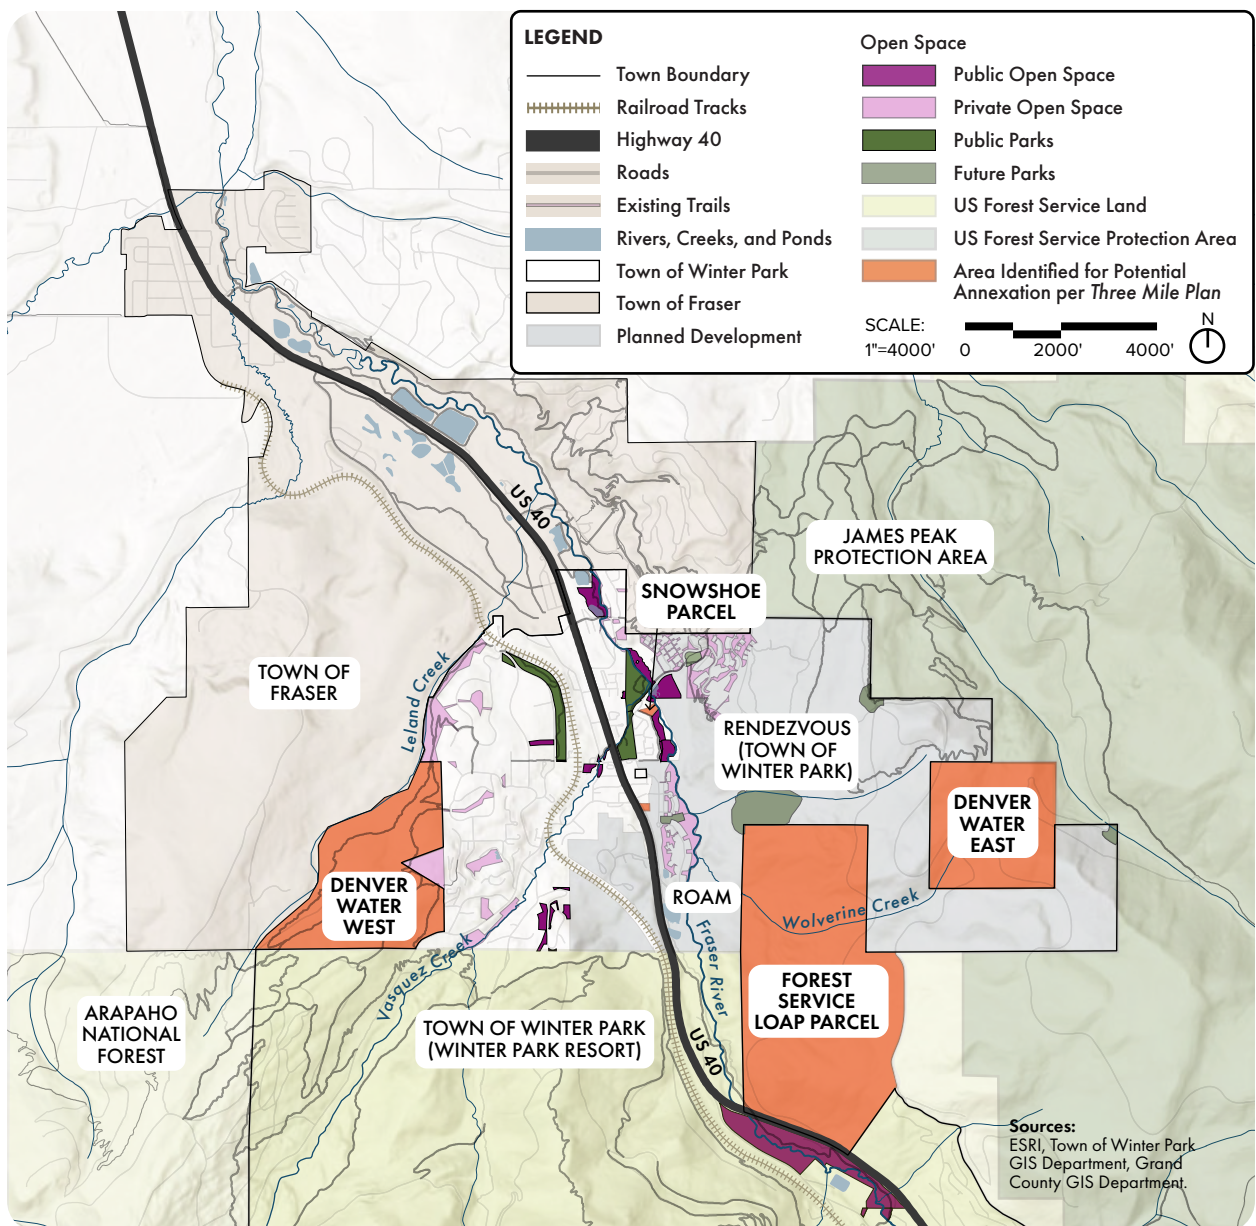 LEGEND
Town Boundary
Railroad Tracks
Highway 40
Roads
Existing Trails
Rivers, Creeks, and Ponds
Town of Winter Park
Town of Fraser
Planned Development
Open Space
Public Open Space
Private Open Space
Public Parks
Future Parks
US Forest Service Land
US Forest Service Protection Area
Area Identified for Potential
Annexation per Three Mile Plan
SCALE:
1"=4000'
0 2000' 4000'
N
US 40
JAMES PEAK
PROTECTION AREA
SNOWSHOE
PARCEL
TOWN OF
FRASER
Leland Creek
RENDEZVOUS
(TOWN OF
WINTER PARK)
DENVER
WATER
EAST
DENVER
WATER
WEST
ROAM
Wolverine Creek
Fraser River
Vasquez Creek
FOREST
SERVICE
LOAP PARCEL
ARAPAHO
NATIONAL
FOREST
TOWN OF WINTER PARK
(WINTER PARK RESORT)
US 40
Sources:
ESRI, Town of Winter Park
GIS Department, Grand
County GIS Department.